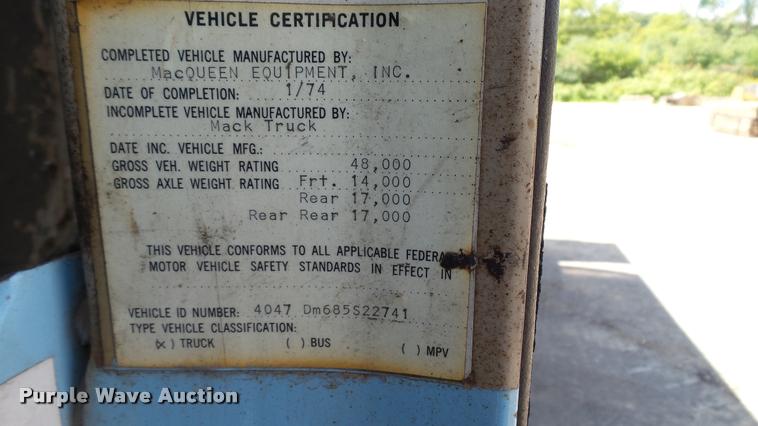 VEHICLE CERTIFICATION
COMPLETED VEHICLE MANUFACTURED BY:
MacQUEEN EQUIPMENT, INC.
DATE OF COMPLETION: 1/74
INCOMPLETE VEHICLE MANUFACTURED BY:
Mack Truck
DATE INC. VEHICLE MFG.:
GROSS VEH. WEIGHT RATING 48,000
GROSS AXLE WEIGHT RATING Frt. 14,000
Rear 17,000
Rear Rear 17,000
THIS VEHICLE CONFORMS TO ALL APPLICABLE FEDERAL
MOTOR VEHICLE SAFETY STANDARDS IN EFFECT IN
VEHICLE ID NUMBER: 4047 Dm685S22741
TYPE VEHICLE CLASSIFICATION:
(x) TRUCK ( ) BUS ( ) MPV
Purple Wave Auction